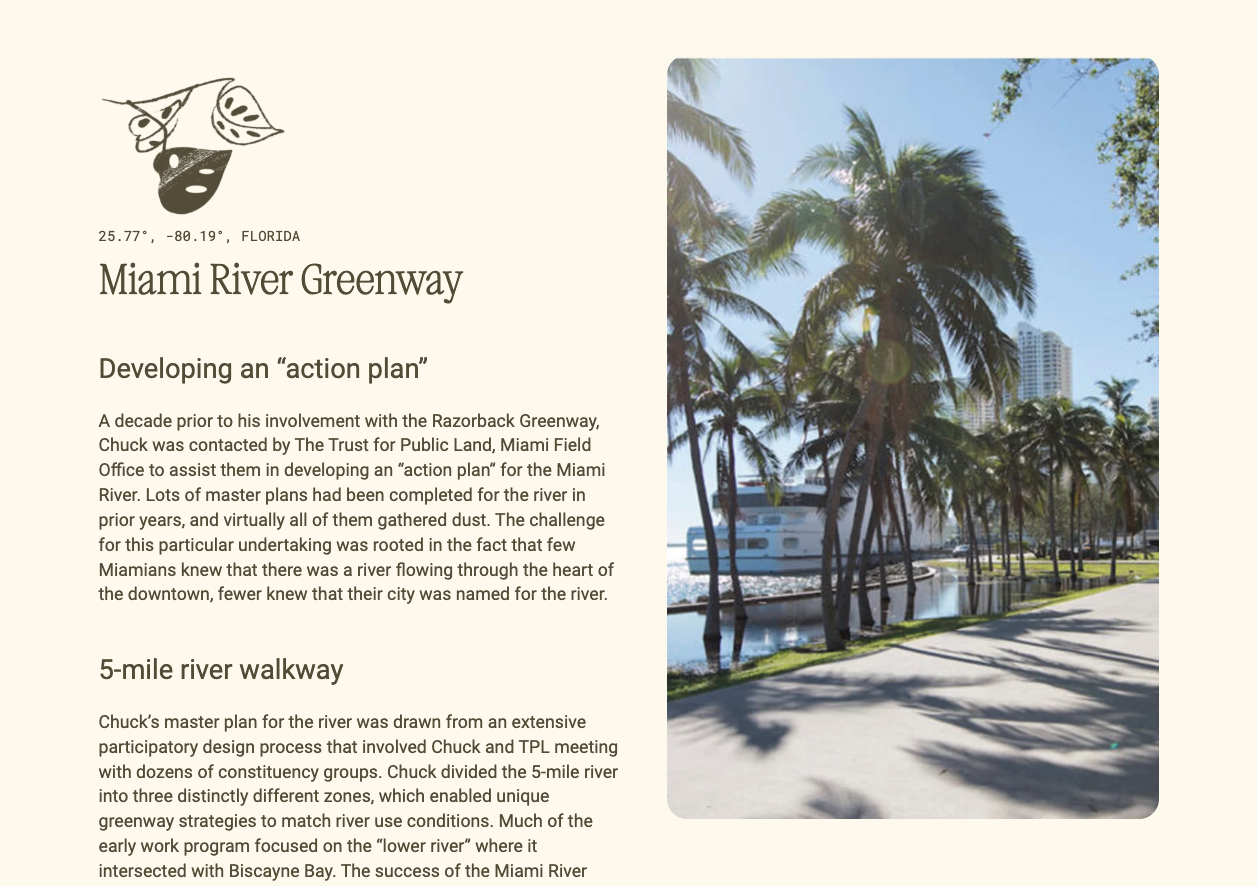 25.77°, -80.19°, FLORIDA
Miami River Greenway
Developing an “action plan”
A decade prior to his involvement with the Razorback Greenway,
Chuck was contacted by The Trust for Public Land, Miami Field
Office to assist them in developing an “action plan” for the Miami
River. Lots of master plans had been completed for the river in
prior years, and virtually all of them gathered dust. The challenge
for this particular undertaking was rooted in the fact that few
Miamians knew that there was a river flowing through the heart of
the downtown, fewer knew that their city was named for the river.
5-mile river walkway
Chuck’s master plan for the river was drawn from an extensive
participatory design process that involved Chuck and TPL meeting
with dozens of constituency groups. Chuck divided the 5-mile river
into three distinctly different zones, which enabled unique
greenway strategies to match river use conditions. Much of the
early work program focused on the “lower river” where it
intersected with Biscayne Bay. The success of the Miami River